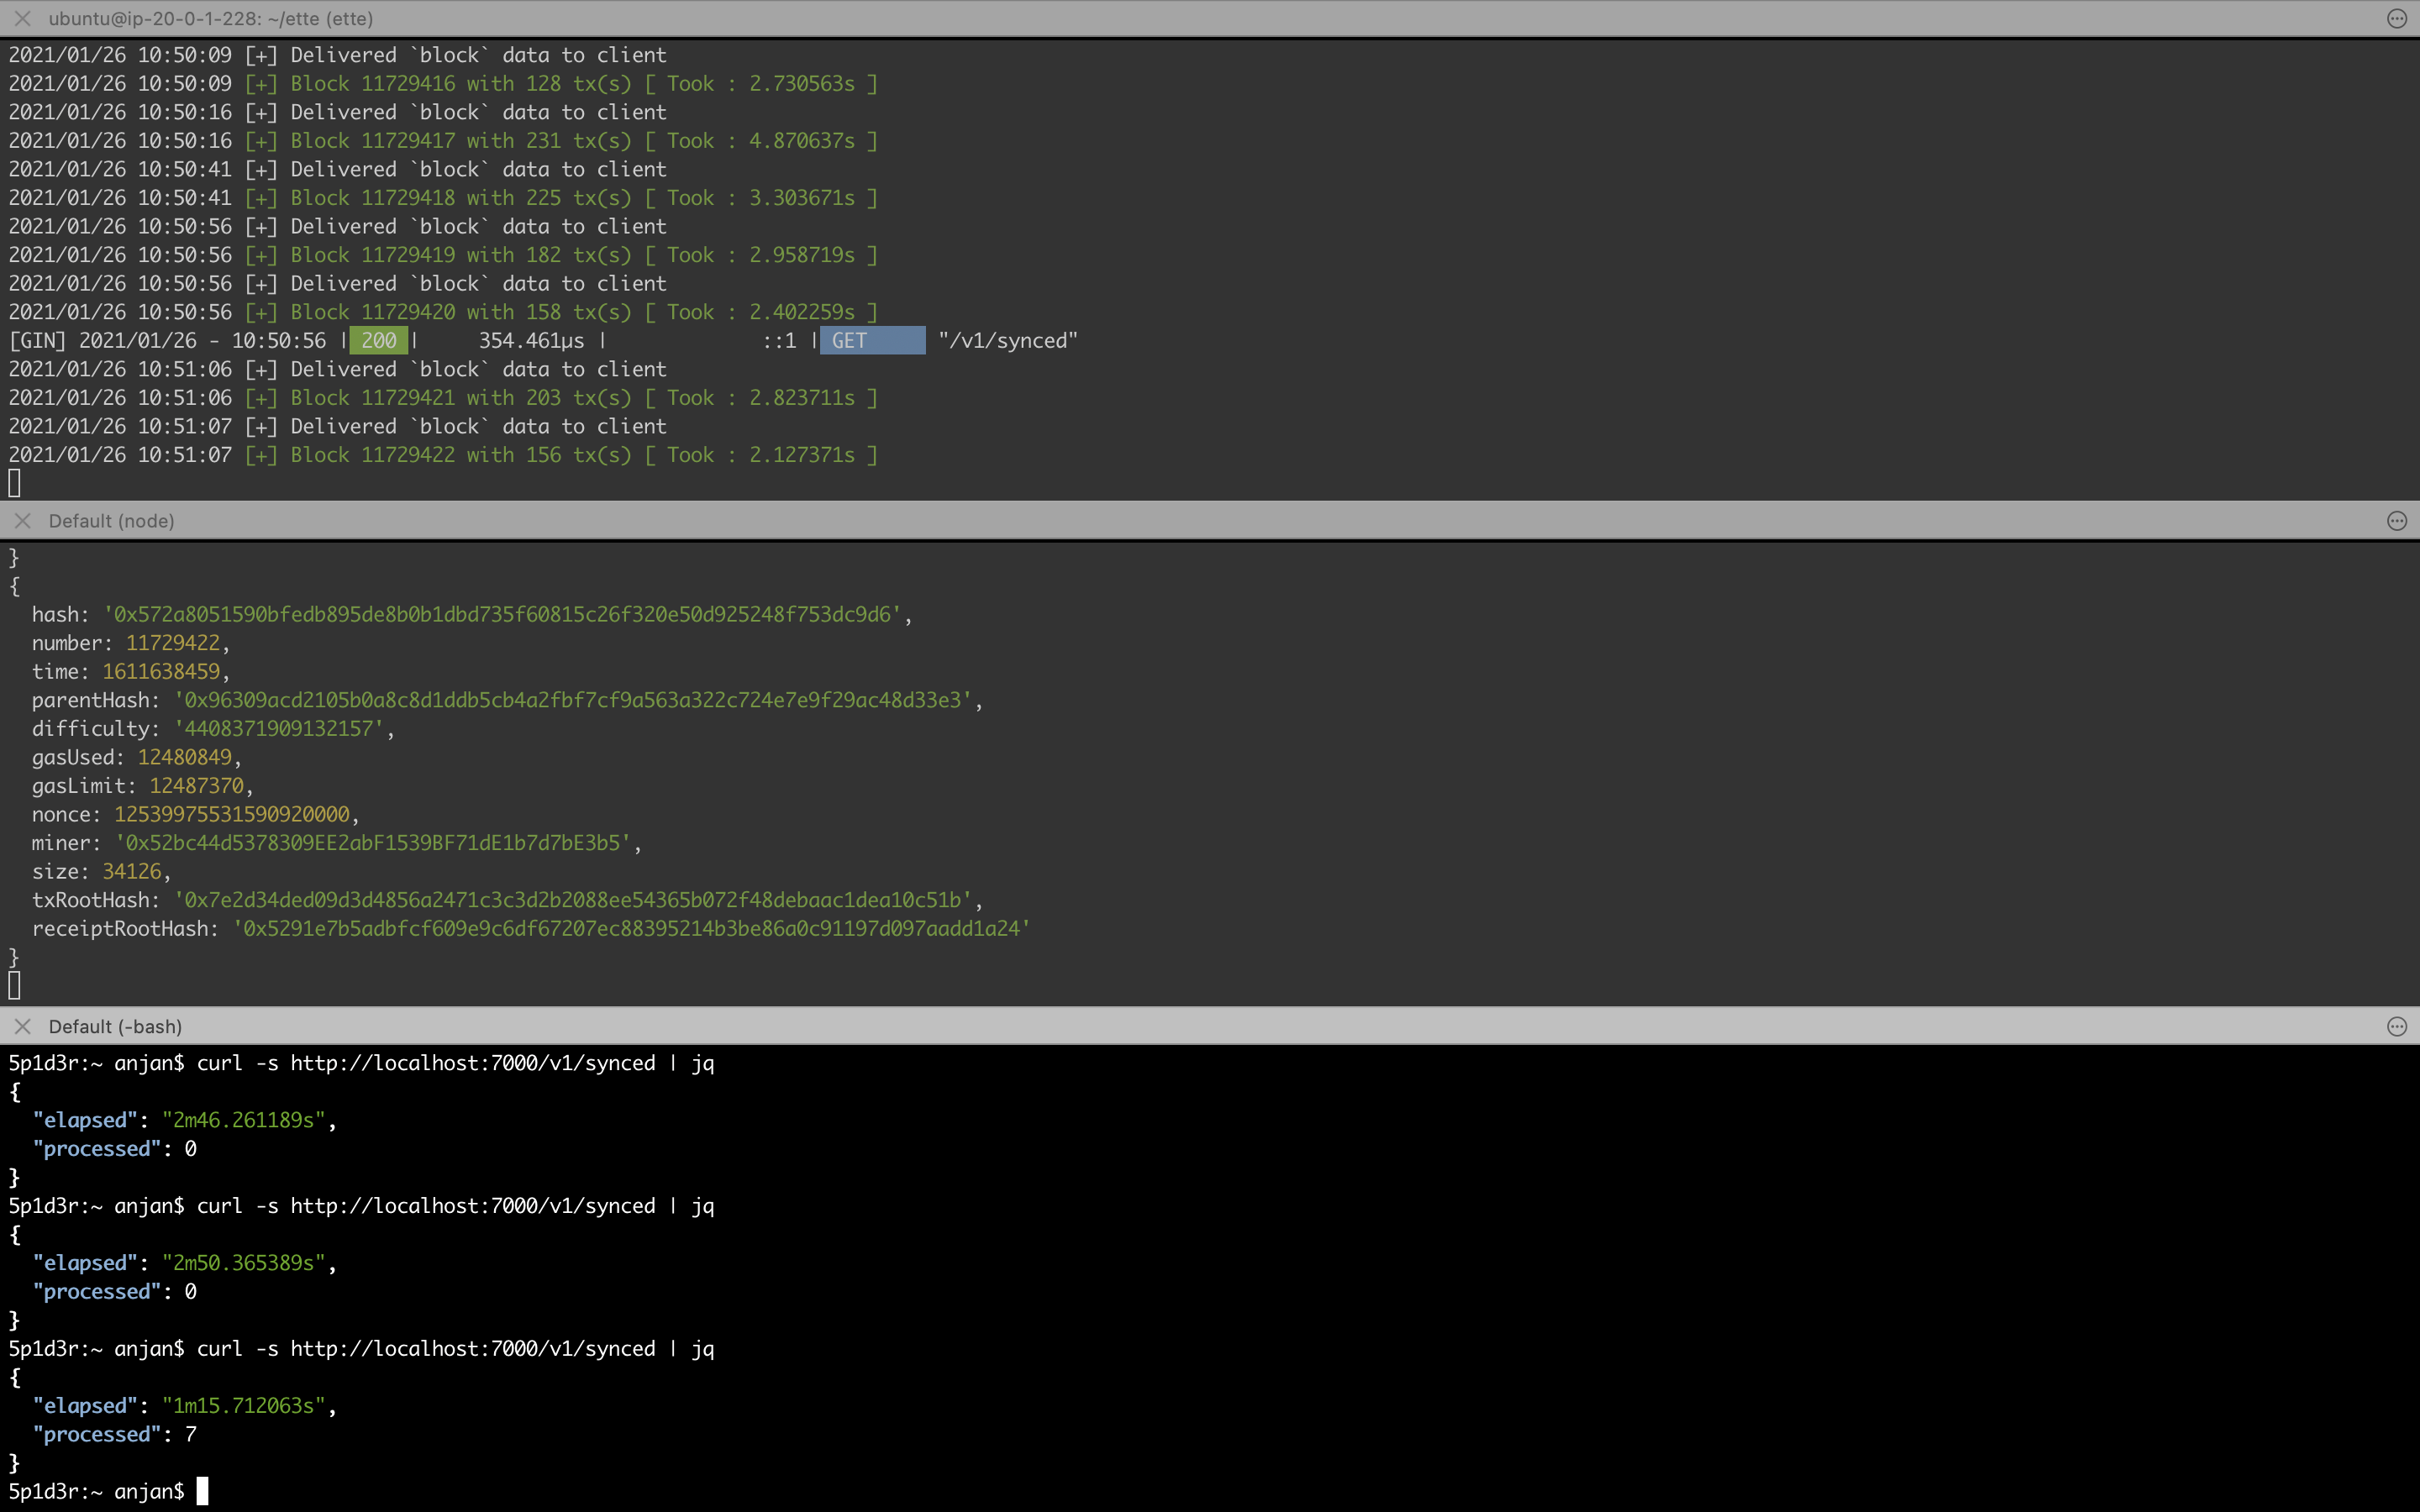 ubuntu@ip-20-0-1-228: ~/ette (ette)
2021/01/26 10:50:09 [+] Delivered `block` data to client
2021/01/26 10:50:09 [+] Block 11729416 with 128 tx(s) [ Took : 2.730563s ]
2021/01/26 10:50:16 [+] Delivered `block` data to client
2021/01/26 10:50:16 [+] Block 11729417 with 231 tx(s) [ Took : 4.870637s ]
2021/01/26 10:50:41 [+] Delivered `block` data to client
2021/01/26 10:50:41 [+] Block 11729418 with 225 tx(s) [ Took : 3.303671s ]
2021/01/26 10:50:56 [+] Delivered `block` data to client
2021/01/26 10:50:56 [+] Block 11729419 with 182 tx(s) [ Took : 2.958719s ]
2021/01/26 10:50:56 [+] Delivered `block` data to client
2021/01/26 10:50:56 [+] Block 11729420 with 158 tx(s) [ Took : 2.402259s ]
[GIN] 2021/01/26 - 10:50:56 | 200 |     354.461µs |             ::1 | GET      "/v1/synced"
2021/01/26 10:51:06 [+] Delivered `block` data to client
2021/01/26 10:51:06 [+] Block 11729421 with 203 tx(s) [ Took : 2.823711s ]
2021/01/26 10:51:07 [+] Delivered `block` data to client
2021/01/26 10:51:07 [+] Block 11729422 with 156 tx(s) [ Took : 2.127371s ]
Default (node)
}
{
  hash: '0x572a8051590bfedb895de8b0b1dbd735f60815c26f320e50d925248f753dc9d6',
  number: 11729422,
  time: 1611638459,
  parentHash: '0x96309acd2105b0a8c8d1ddb5cb4a2fbf7cf9a563a322c724e7e9f29ac48d33e3',
  difficulty: '4408371909132157',
  gasUsed: 12480849,
  gasLimit: 12487370,
  nonce: 12539975531590920000,
  miner: '0x52bc44d5378309EE2abF1539BF71dE1b7d7bE3b5',
  size: 34126,
  txRootHash: '0x7e2d34ded09d3d4856a2471c3c3d2b2088ee54365b072f48debaac1dea10c51b',
  receiptRootHash: '0x5291e7b5adbfcf609e9c6df67207ec88395214b3be86a0c91197d097aadd1a24'
}
Default (-bash)
5p1d3r:~ anjan$ curl -s http://localhost:7000/v1/synced | jq
{
  "elapsed": "2m46.261189s",
  "processed": 0
}
5p1d3r:~ anjan$ curl -s http://localhost:7000/v1/synced | jq
{
  "elapsed": "2m50.365389s",
  "processed": 0
}
5p1d3r:~ anjan$ curl -s http://localhost:7000/v1/synced | jq
{
  "elapsed": "1m15.712063s",
  "processed": 7
}
5p1d3r:~ anjan$